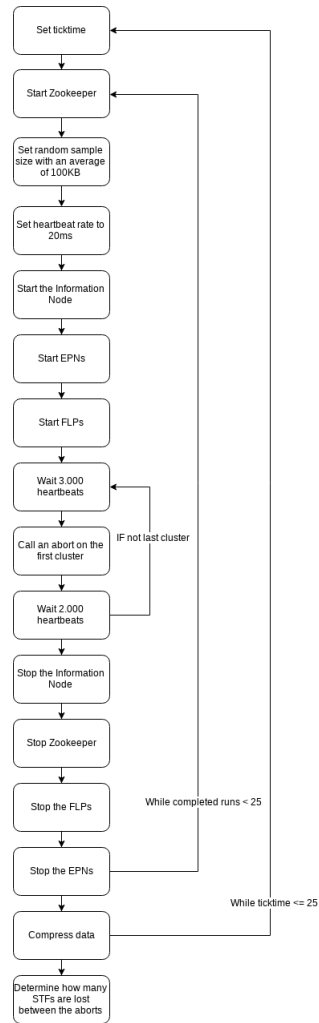 Set ticktime
Start Zookeeper
Set random sample
size with an average
of 100KB
Set heartbeat rate to
20ms
Start the Information
Node
Start EPNs
Start FLPs
Wait 3.000
heartbeats
IF not last cluster
Call an abort on the
first cluster
Wait 2.000
heartbeats
Stop the Information
Node
Stop Zookeeper
Stop the FLPs
While completed runs < 25
Stop the EPNs
While ticktime <= 25
Compress data
Determine how many
STFs are lost
between the aborts